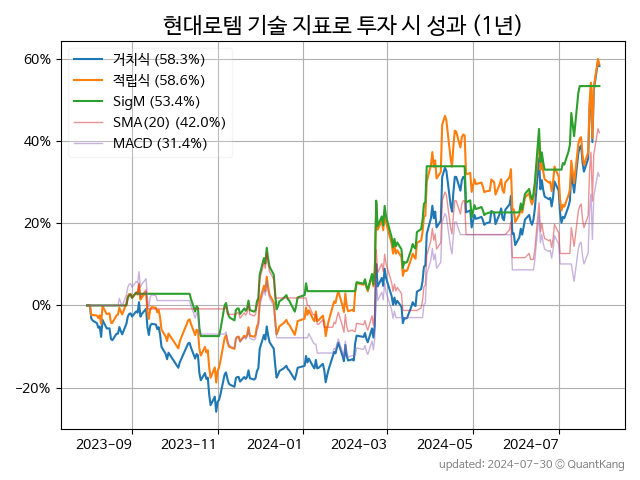 현대로템 기술 지표로 투자 시 성과 (1년)
60%
40%
20%
0%
−20%
거치식 (58.3%)
적립식 (58.6%)
SigM (53.4%)
SMA(20) (42.0%)
MACD (31.4%)
2023-09 2023-11 2024-01 2024-03 2024-05 2024-07
updated: 2024-07-30 © QuantKang